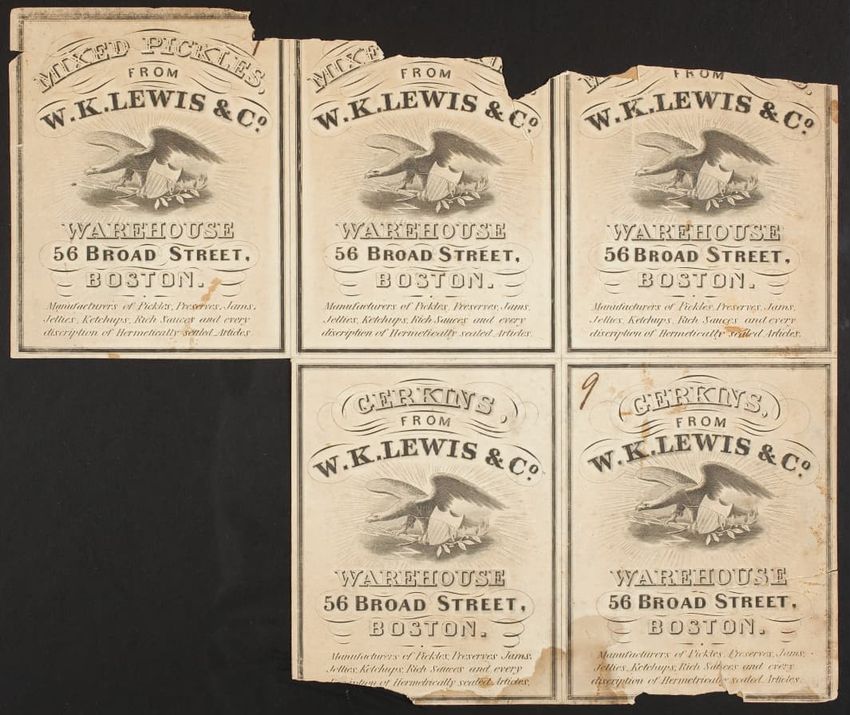 MIXED PICKLES,
FROM
W. K. LEWIS & Co.
WAREHOUSE
56 BROAD STREET,
BOSTON.
Manufacturers of Pickles, Preserves, Jams,
Jellies, Ketchups, Rich Sauces and every
discription of Hermetically sealed Articles.
MIXED
FROM
W. K. LEWIS & Co.
WAREHOUSE
56 BROAD STREET,
BOSTON.
Manufacturers of Pickles, Preserves, Jams,
Jellies, Ketchups, Rich Sauces and every
discription of Hermetically sealed Articles.
FROM
W. K. LEWIS & Co.
WAREHOUSE
56 BROAD STREET,
BOSTON.
Manufacturers of Pickles, Preserves, Jams,
Jellies, Ketchups, Rich Sauces and every
discription of Hermetically sealed Articles.
GERKINS,
FROM
W. K. LEWIS & Co.
WAREHOUSE
56 BROAD STREET,
BOSTON.
Manufacturers of Pickles, Preserves, Jams,
Jellies, Ketchups, Rich Sauces and every
discription of Hermetrically sealed Articles.
9
GERKINS,
FROM
W. K. LEWIS & Co.
WAREHOUSE
56 BROAD STREET,
BOSTON.
Manufacturers of Pickles, Preserves, Jams,
Jellies, Ketchups, Rich Sauces and every
discription of Hermetrically sealed Articles.